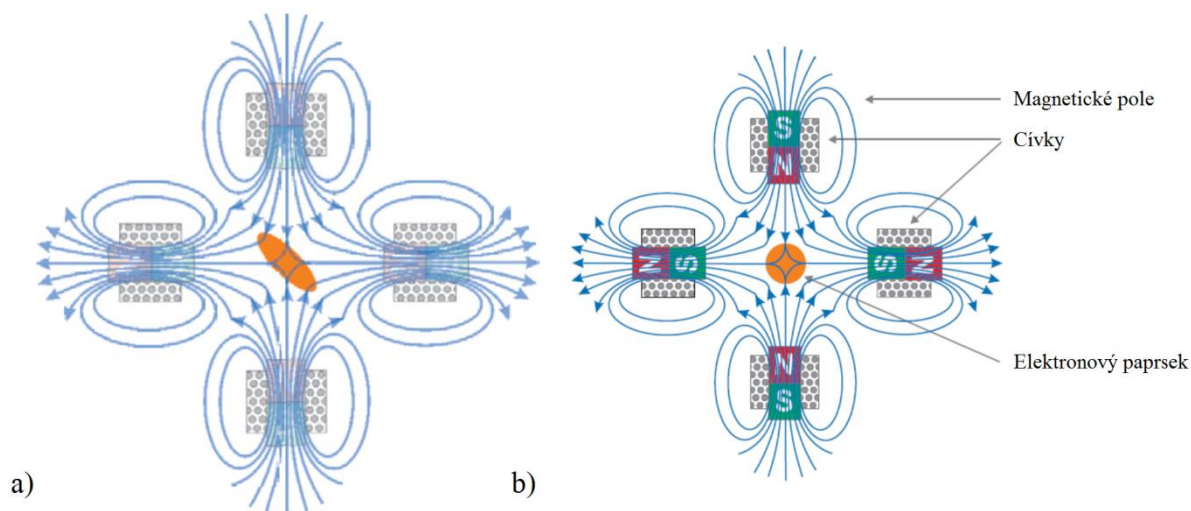 S
N
Magnetické pole
Cívky
N S
S N
Elektronový paprsek
N
S
a)
b)